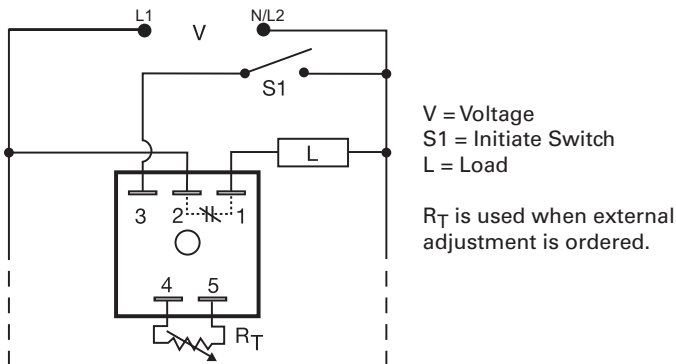 L1 V N/L2
S1
V = Voltage
S1 = Initiate Switch
L = Load
L
3 2 1
RT is used when external
adjustment is ordered.
4 5
RT